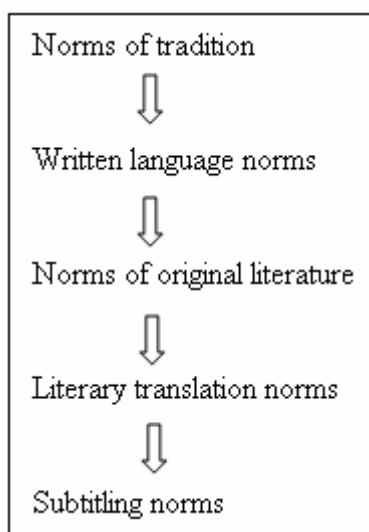 Norms of tradition
Written language norms
Norms of original literature
Literary translation norms
Subtitling norms